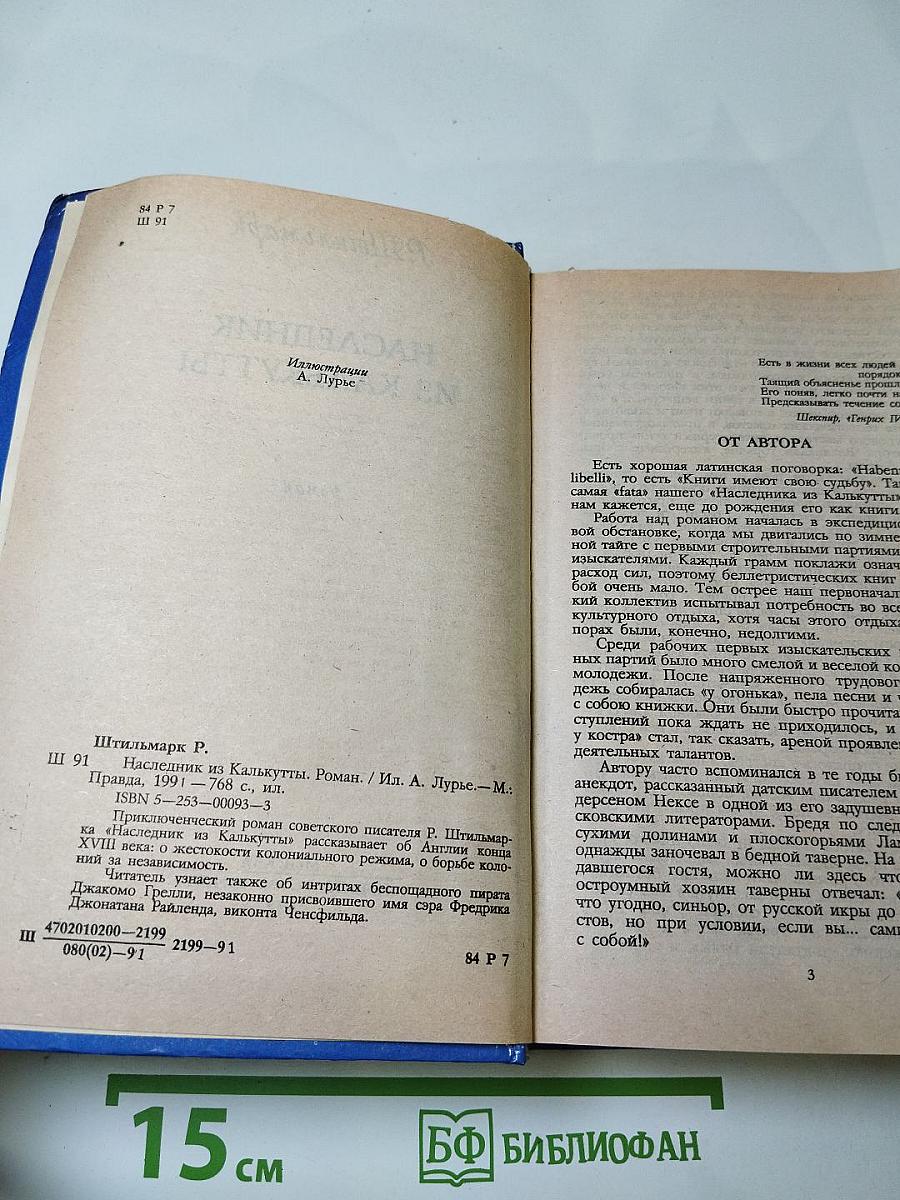 84 Р 7
Ш 91
Иллюстрации
А. Лурье
Штильмарк Р.
Ш 91 Наследник из Калькутты. Роман. / Ил. А. Лурье.— М.:
Правда, 1991 — 768 с., ил.
ISBN 5—253—00093—3
Приключенческий роман советского писателя Р. Штильмар-
ка «Наследник из Калькутты» рассказывает об Англии конца
XVIII века: о жестокости колониального режима, о борьбе коло-
ний за независимость.
Читатель узнает также об интригах беспощадного пирата
Джакомо Грелли, незаконно присвоившего имя сэра Фредрика
Джонатана Райленда, виконта Ченсфильда.
Ш 4702010200—2199
080(02)—91
2199—91
84 Р 7
Есть в жизни всех людей
порядок
Таящий объясненье прошл
Его поняв, легко почти н
Предсказывать течение со
Шекспир, «Генрих IV
ОТ АВТОРА
Есть хорошая латинская поговорка: «Haben
libelli», то есть «Книги имеют свою судьбу». Та
самая «fata» нашего «Наследника из Калькутты»
нам кажется, еще до рождения его как книги.
Работа над романом началась в экспедицио
вой обстановке, когда мы двигались по зимне
ной тайге с первыми строительными партиями
изыскателями. Каждый грамм поклажи означ
расход сил, поэтому беллетристических книг
бой очень мало. Тем острее наш первоначал
кий коллектив испытывал потребность во все
культурного отдыха, хотя часы этого отдыха
порах были, конечно, недолгими.
Среди рабочих первых изыскательских
ных партий было много смелой и веселой ко
молодежи. После напряженного трудового
дежь собиралась «у огонька», пела песни и ч
с собою книжки. Они были быстро прочита
ступлений пока ждать не приходилось, и
у костра» стал, так сказать, ареной проявле
деятельных талантов.
Автору часто вспоминался в те годы б
анекдот, рассказанный датским писателем
дерсеном Нексе в одной из его задушевн
сковскими литераторами. Бредя по след
сухими долинами и плоскогорьями Лам
однажды заночевал в бедной таверне. На
давшегося гостя, можно ли здесь что
остроумный хозяин таверны отвечал: «
что угодно, синьор, от русской икры до
стов, но при условии, если вы... сами
с собой!»
3
15 см
БФ БИБЛИОФАН